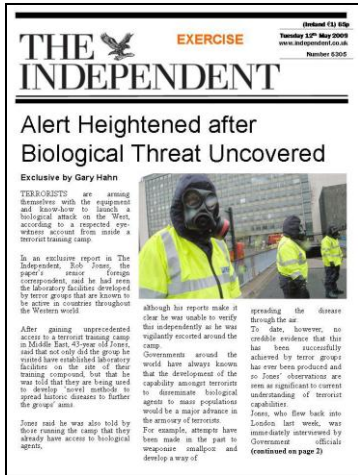 (Ireland €1) 65p
THE
INDEPENDENT
EXERCISE
Tuesday 12th May 2009
www.independent.co.uk
Number 6305
Alert Heightened after
Biological Threat Uncovered
Exclusive by Gary Hahn
TERRORISTS are arming
themselves with the equipment
and know-how to launch a
biological attack on the West,
according to a respected eye-
witness account from inside a
terrorist training camp.
In an exclusive report in The
Independent, Rob Jones, the
paper's senior foreign
correspondent, said he had seen
the laboratory facilities developed
by terror groups that are known to
be active in countries throughout
the Western world
After gaining unprecedented
access to a terrorist training camp
in Middle East, 43-year old Jones,
said that not only did the group he
visited have established laboratory
facilities on the site of their
training compound, but that he
was told that they are being used
to develop 'novel methods to
spread historic diseases to further
the groups' aims.
Jones said he was also told by
those running the camp that they
already have access to biological
agents,
although his reports make it
clear he was unable to verify
this independently as he was
vigilantly escorted around the
camp.
Governments around the
world have always known
that the development of the
capability amongst terrorists
to disseminate biological
agents to mass populations
would be a major advance in
the armoury of terrorists.
For example, attempts have
been made in the past to
weaponise smallpox and
develop a way of
spreading the disease
through the air.
To date, however, no
credible evidence that this
has been successfully
achieved by terror groups
has ever been produced and
so Jones' observations are
seen as significant to current
understanding of terrorist
capabilities.
Jones, who flew back into
London last week, was
immediately interviewed by
Government officials
(continued on page 2)